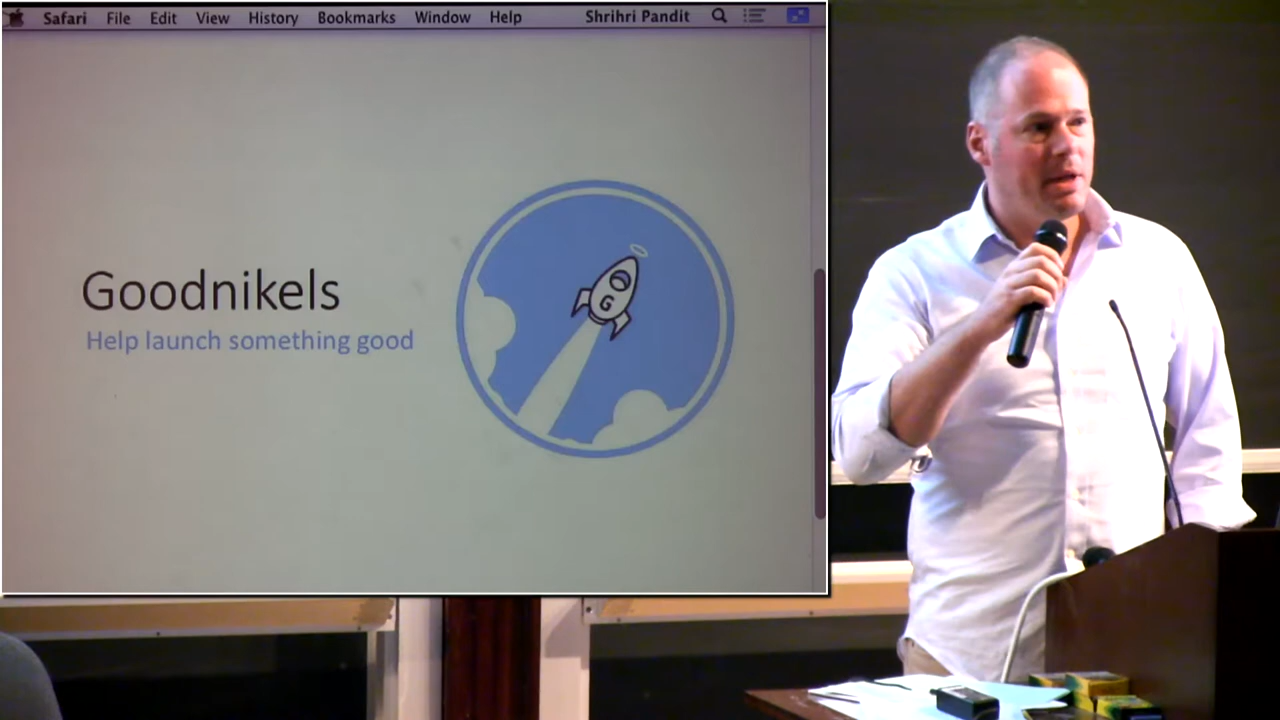 Safari File Edit View History Bookmarks Window Help Shrihri Pandit
Goodnikels
Help launch something good
G